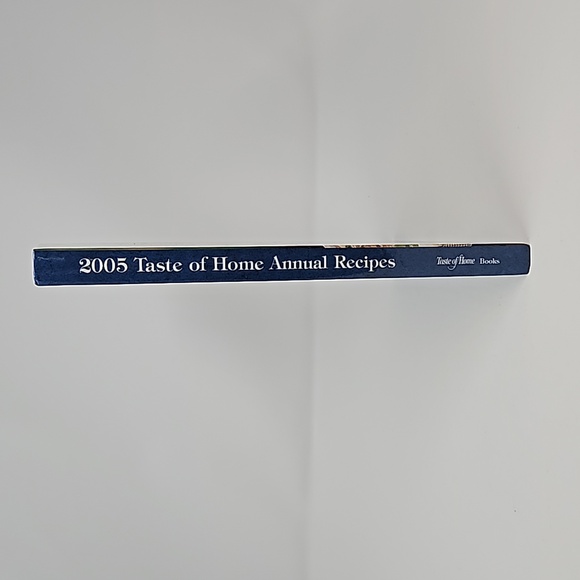 2005 Taste of Home Annual Recipes
Taste of Home Books